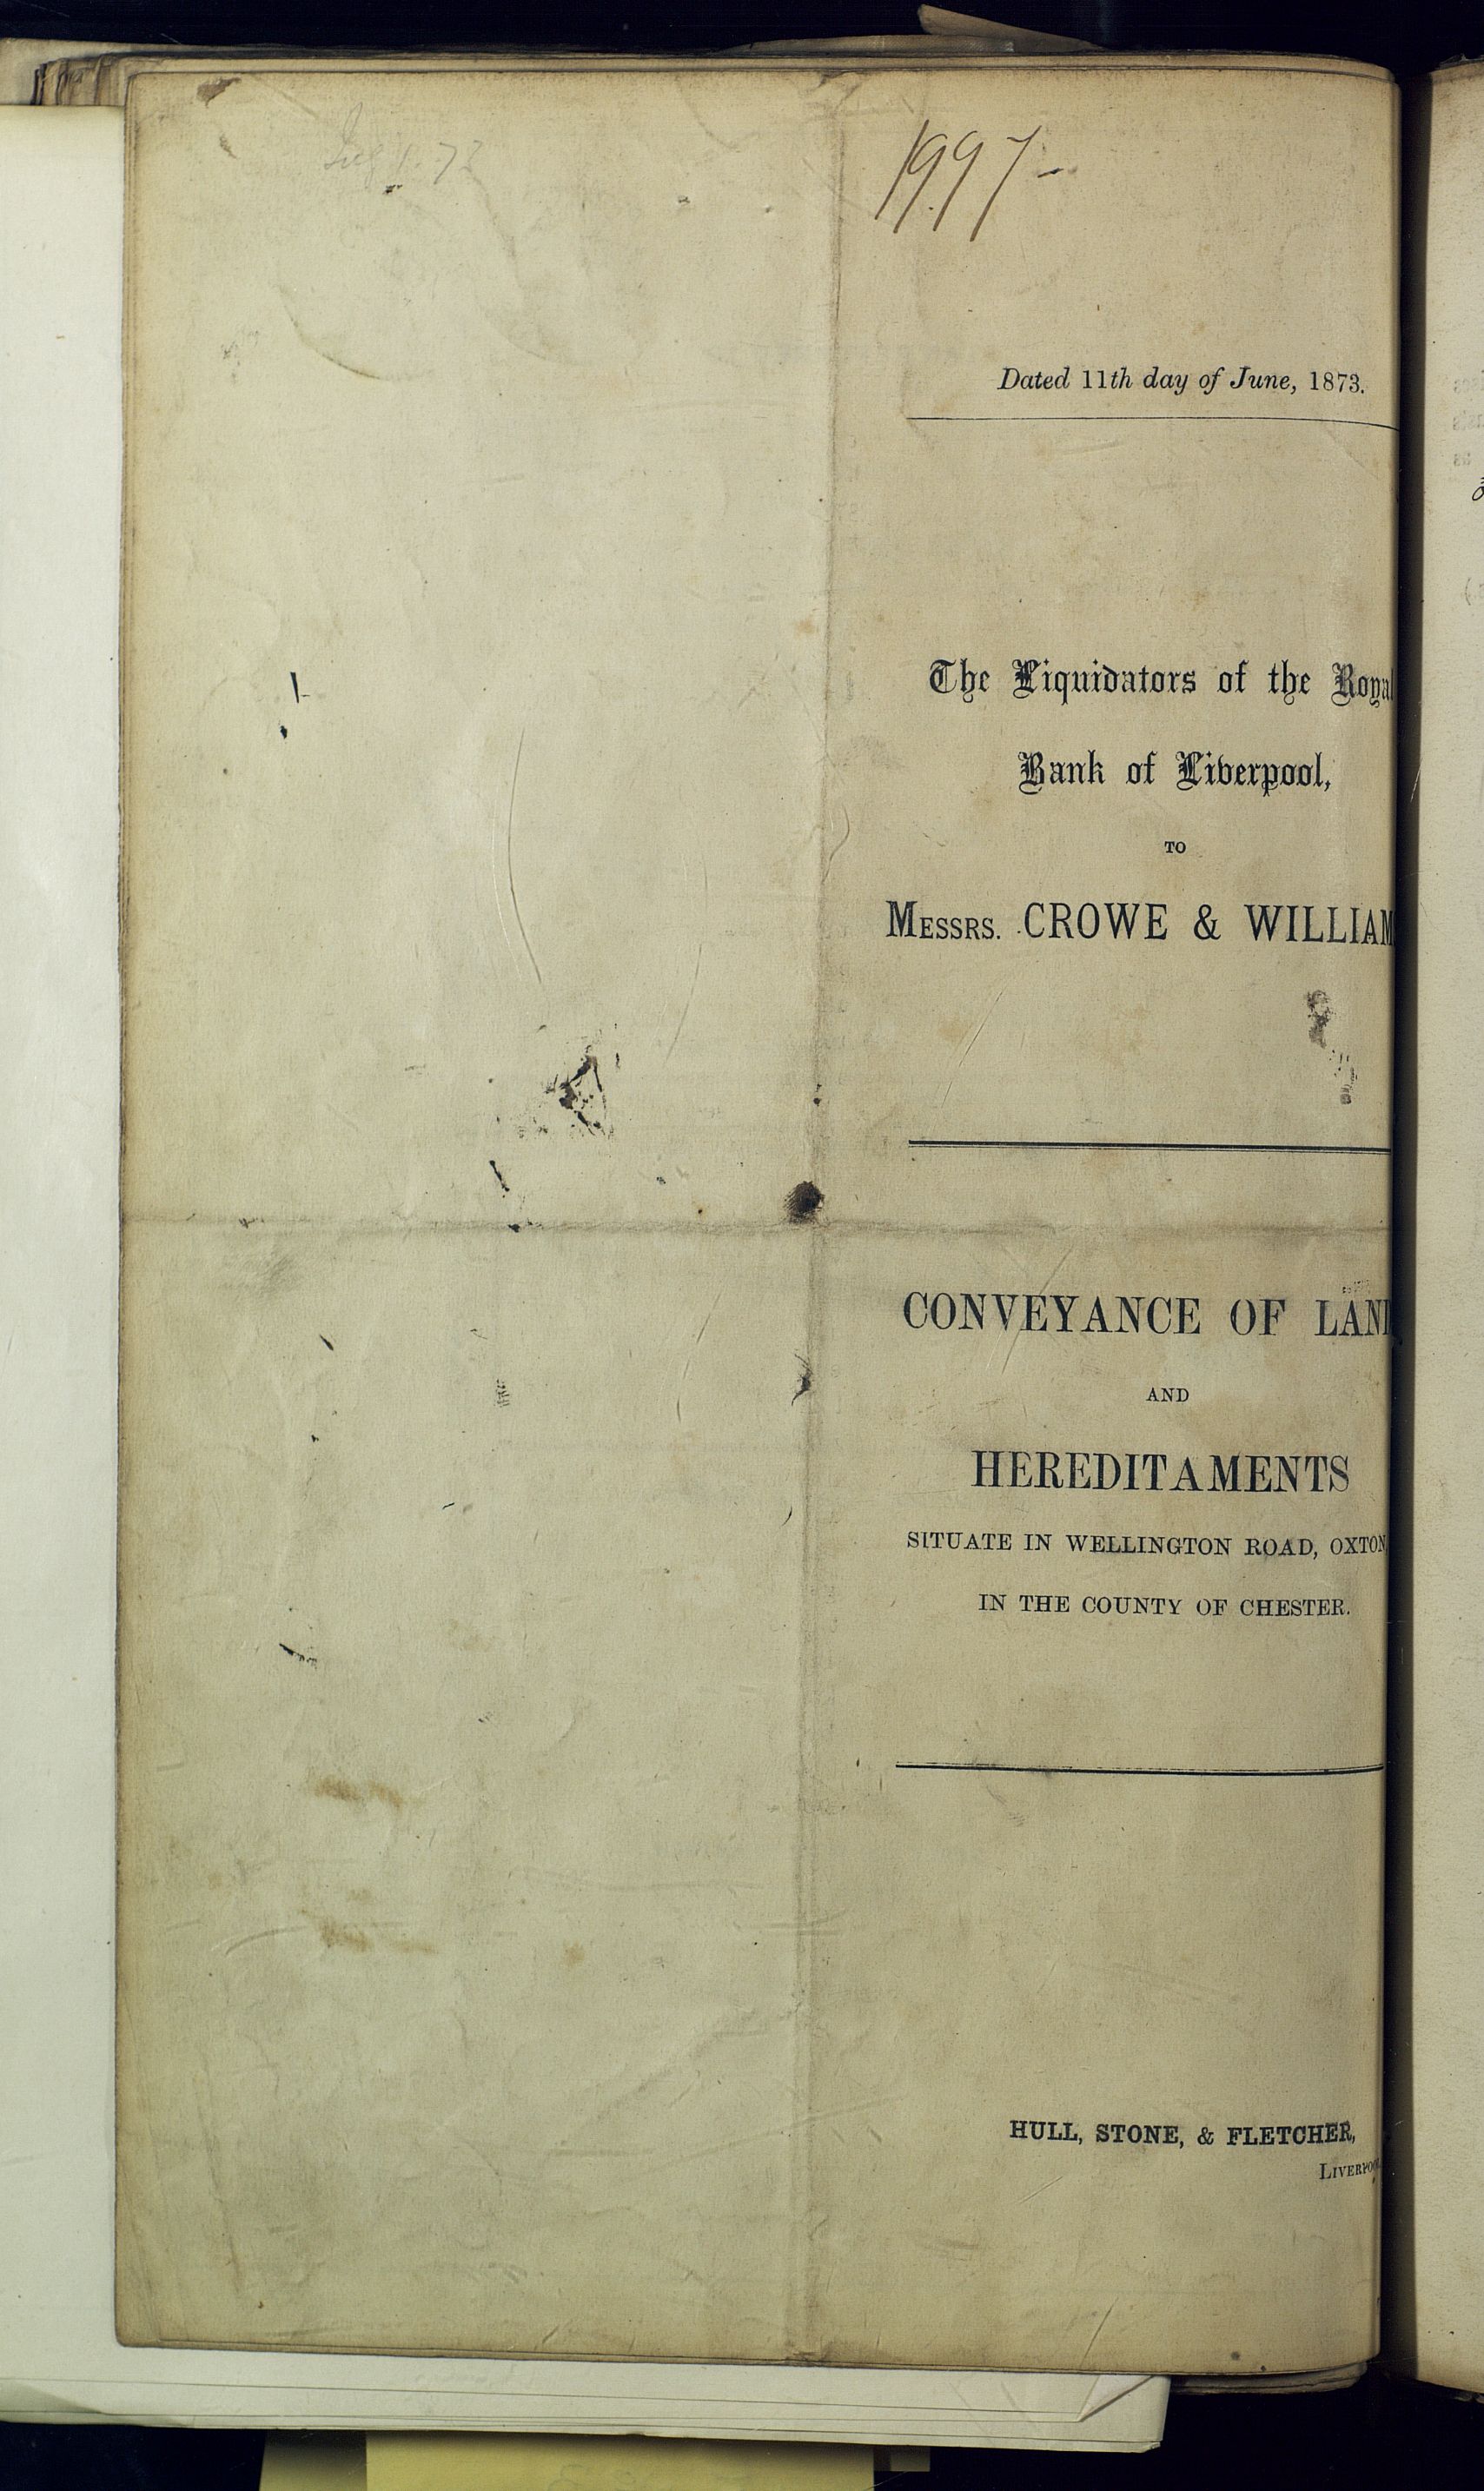 1997-
Dated 11th day of June, 1873.
The Liquidators of the Royal
Bank of Liverpool,
TO
MESSRS. CROWE & WILLIAM
CONVEYANCE OF LAN
AND
HEREDITAMENTS
SITUATE IN WELLINGTON ROAD, OXTON,
IN THE COUNTY OF CHESTER.
HULL, STONE, & FLETCHER,
LIVERPOO